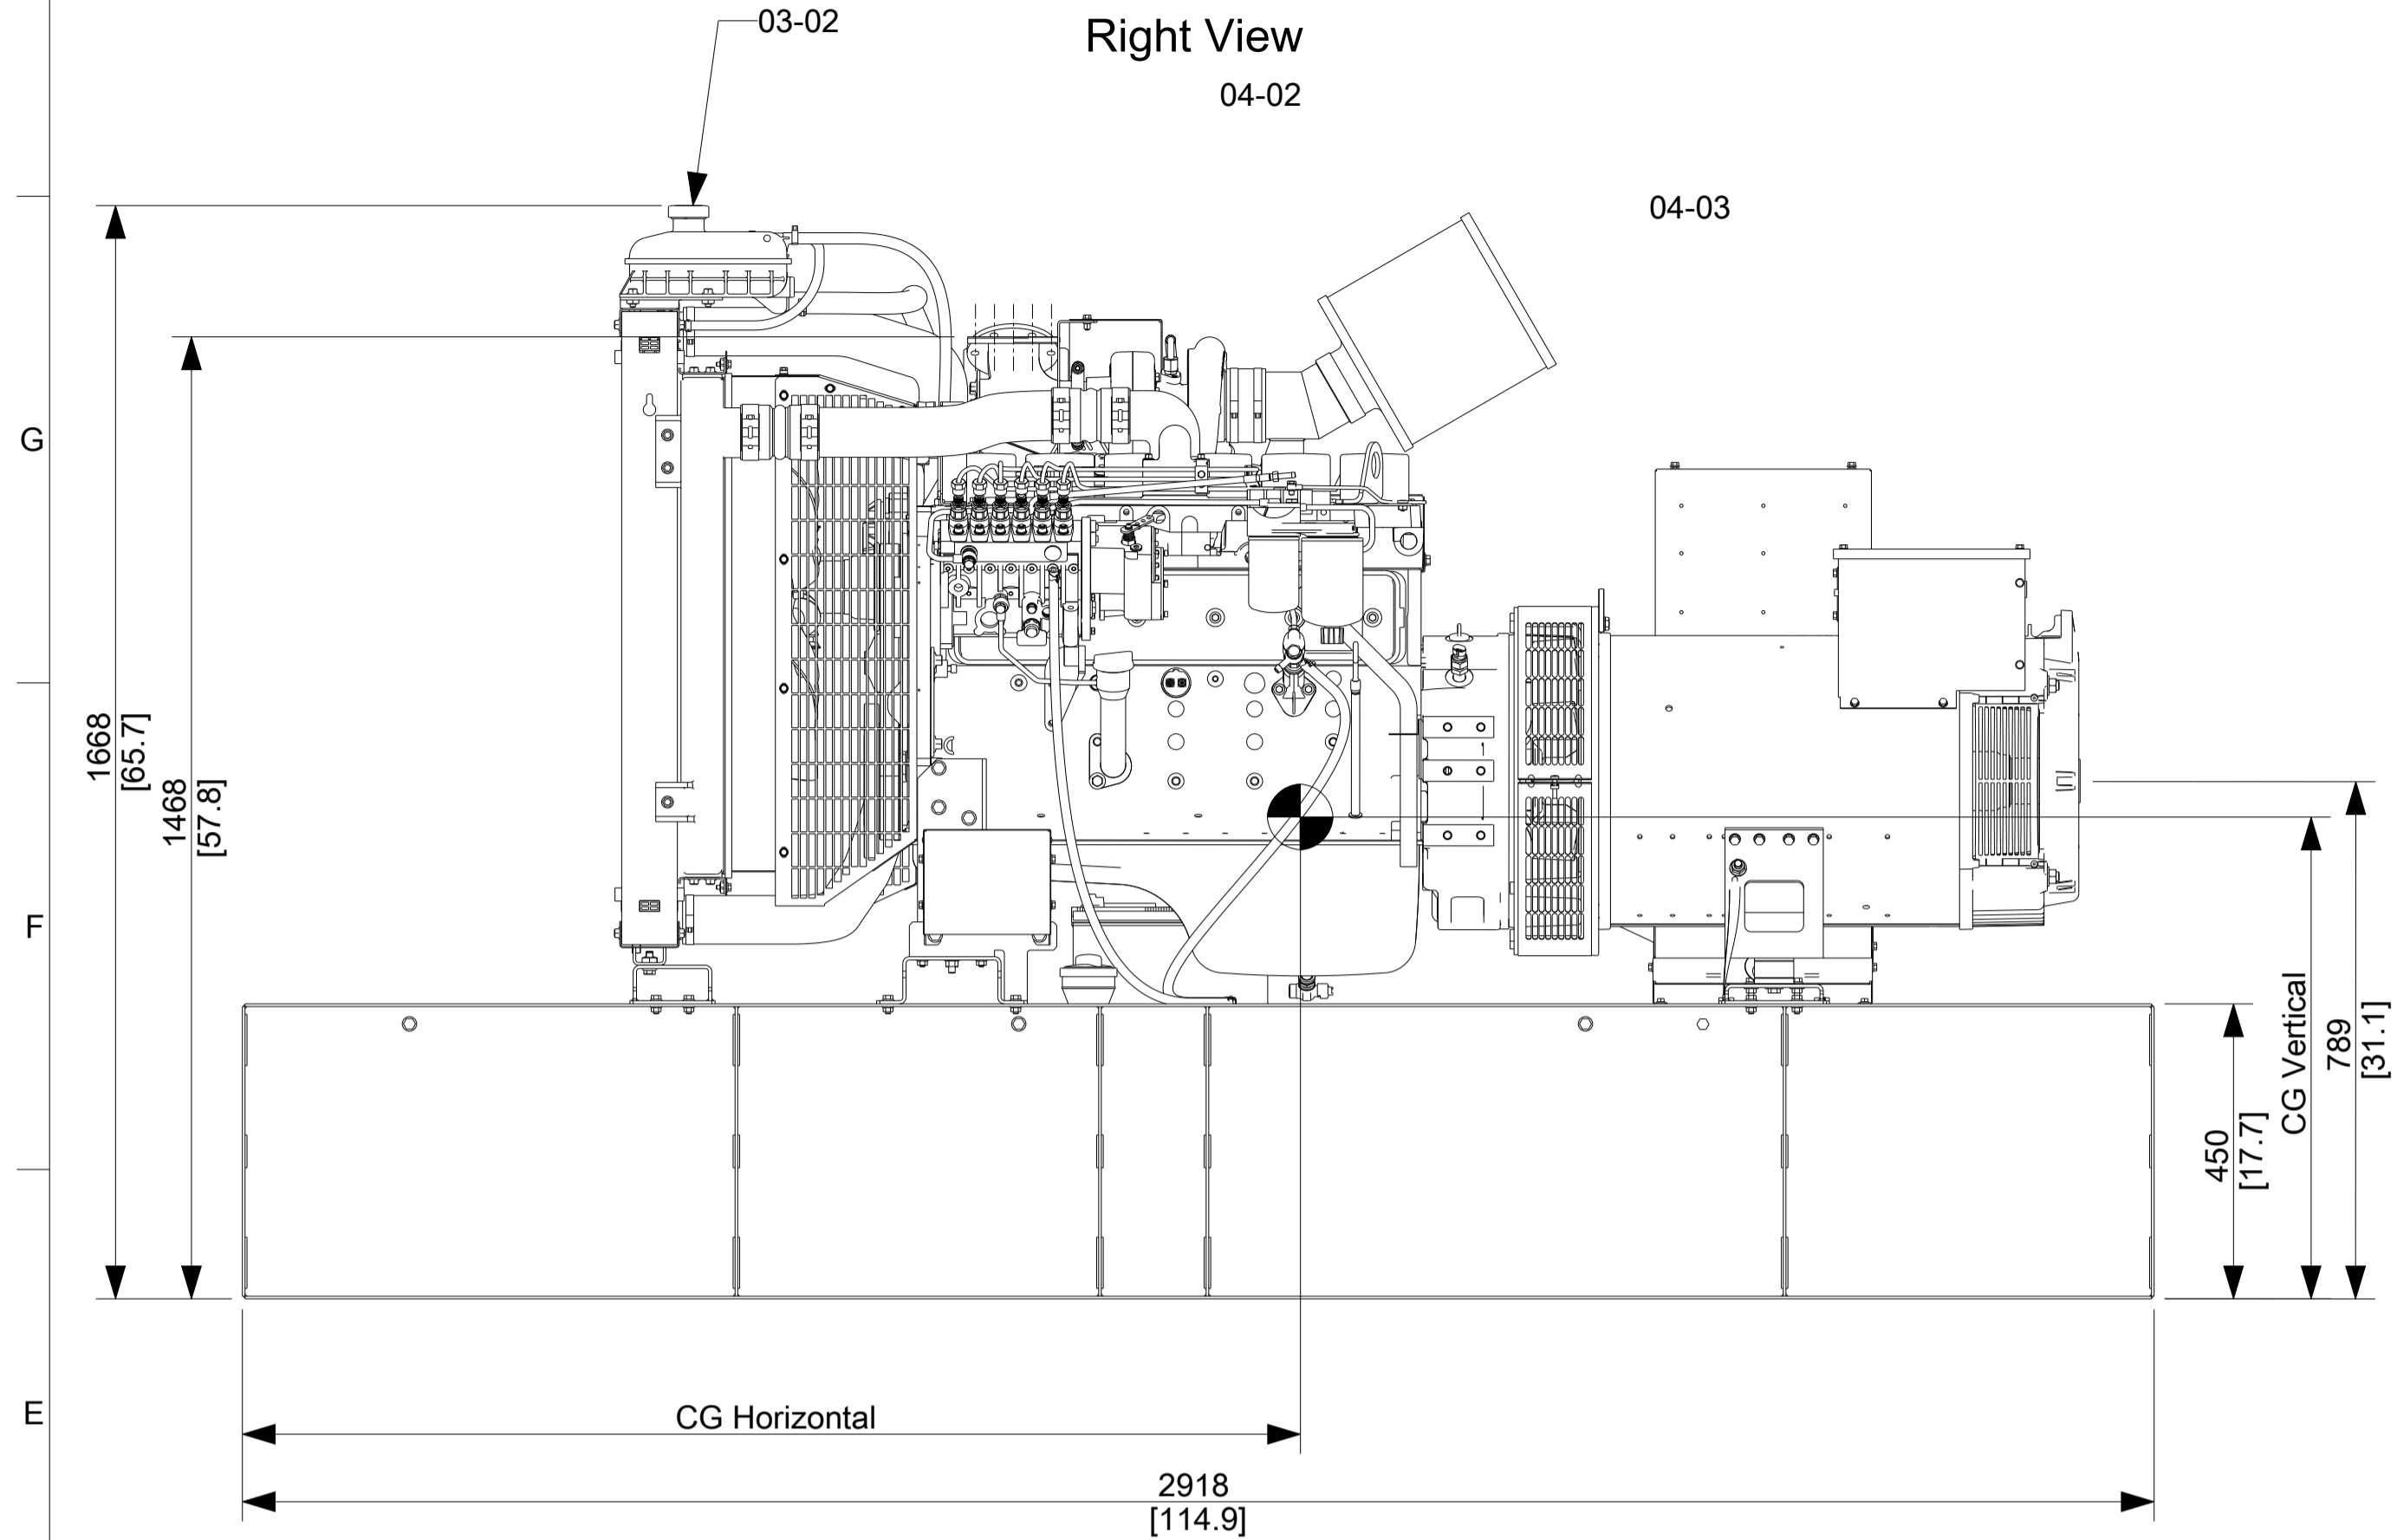 03-02
Right View
04-02
04-03
G
1668
[65.7]
1468
[57.8]
F
CG Vertical
789
[31.1]
450
[17.7]
E
CG Horizontal
2918
[114.9]